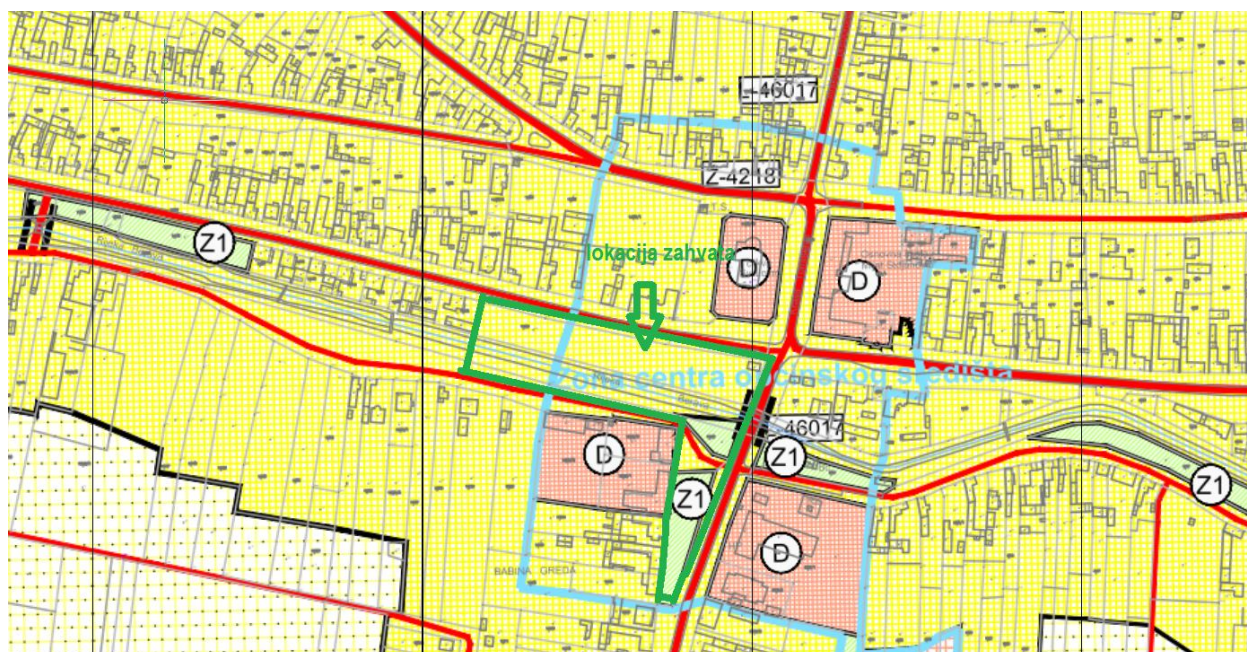 L-46017
Z-4218
T.S.
Z1
lokacija zahvata
D
D
Zona centra općinskog središta
46017
D
Z1
Z1
Z1
D
BABINA GREDA